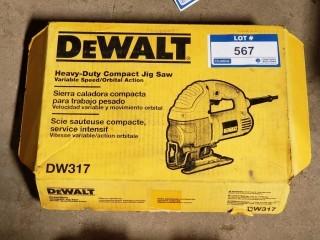 LOT #
567
DEWALT
Heavy-Duty Compact Jig Saw
Variable Speed/Orbital Action
Sierra caladora compacta
para trabajo pesado
Velocidad variable y movimiento orbital
Scie sauteuse compacte,
service intensif
Vitesse variable/action orbitale
DW317
DEWALT
DW317